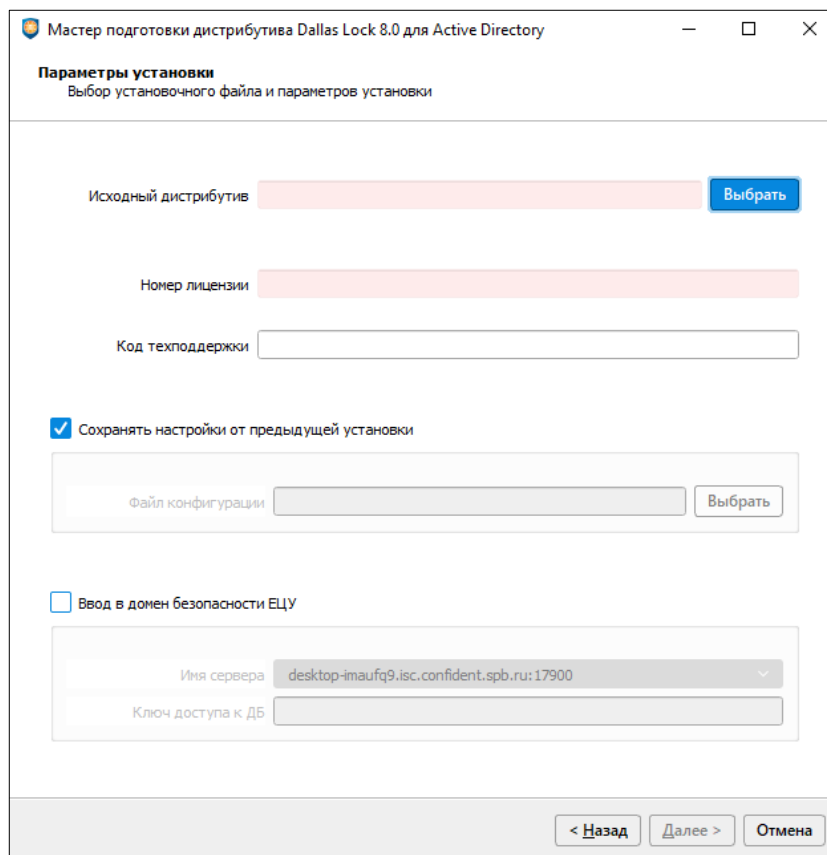 Мастер подготовки дистрибутива Dallas Lock 8.0 для Active Directory
Параметры установки
Выбор установочного файла и параметров установки
Исходный дистрибутив Выбрать
Номер лицензии
Код техподдержки
Сохранять настройки от предыдущей установки
Файл конфигурации Выбрать
Ввод в домен безопасности ЕЦУ
Имя сервера desktop-imaufq9.isc.confident.spb.ru:17900
Ключ доступа к ДБ
< Назад Далее > Отмена